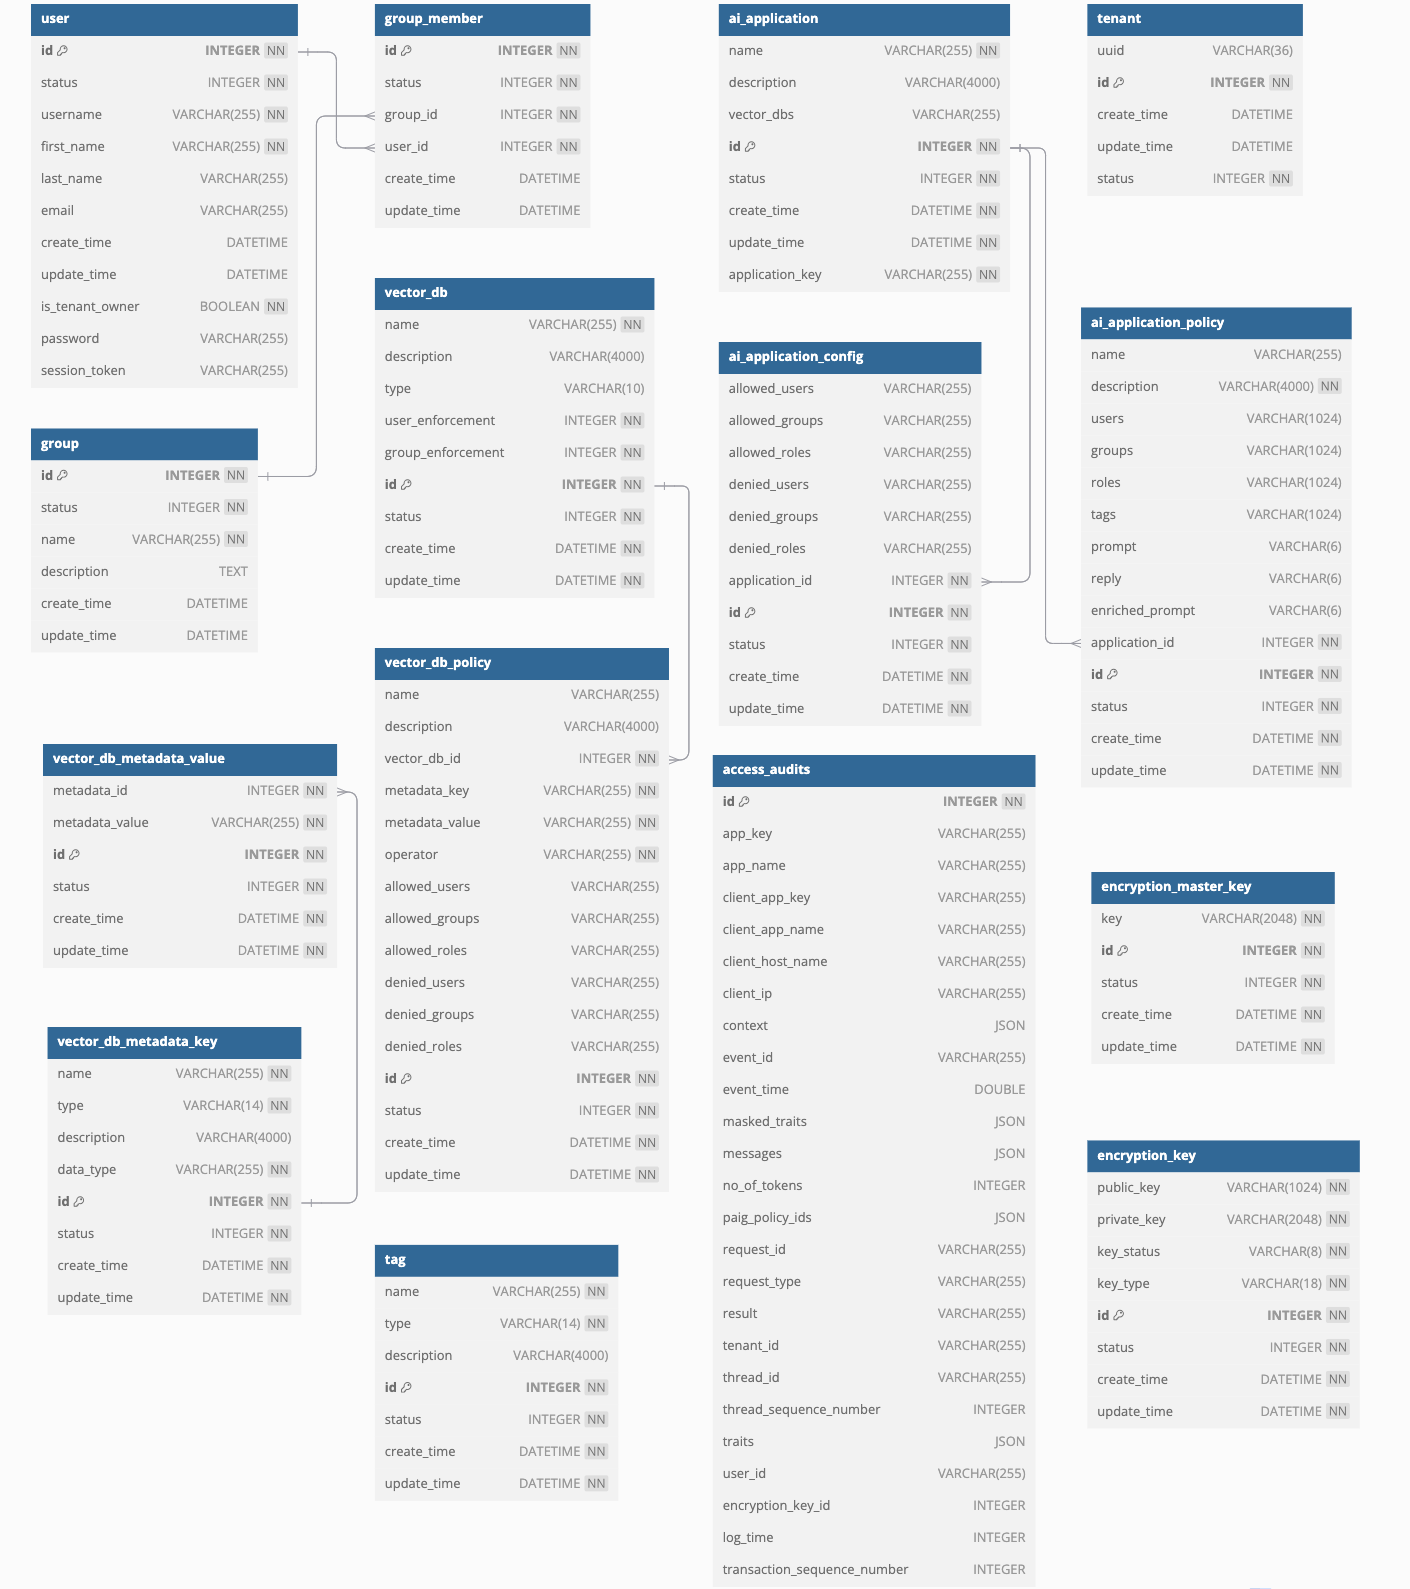 user
id INTEGER NN
status INTEGER NN
username VARCHAR(255) NN
first_name VARCHAR(255) NN
last_name VARCHAR(255)
email VARCHAR(255)
create_time DATETIME
update_time DATETIME
is_tenant_owner BOOLEAN NN
password VARCHAR(255)
session_token VARCHAR(255)
group
id INTEGER NN
status INTEGER NN
name VARCHAR(255) NN
description TEXT
create_time DATETIME
update_time DATETIME
vector_db_metadata_value
metadata_id INTEGER NN
metadata_value VARCHAR(255) NN
id INTEGER NN
status INTEGER NN
create_time DATETIME NN
update_time DATETIME NN
vector_db_metadata_key
name VARCHAR(255) NN
type VARCHAR(14) NN
description VARCHAR(4000)
data_type VARCHAR(255) NN
id INTEGER NN
status INTEGER NN
create_time DATETIME NN
update_time DATETIME NN
group_member
id INTEGER NN
status INTEGER NN
group_id INTEGER NN
user_id INTEGER NN
create_time DATETIME
update_time DATETIME
vector_db
name VARCHAR(255) NN
description VARCHAR(4000)
type VARCHAR(10)
user_enforcement INTEGER NN
group_enforcement INTEGER NN
id INTEGER NN
status INTEGER NN
create_time DATETIME NN
update_time DATETIME NN
vector_db_policy
name VARCHAR(255)
description VARCHAR(4000)
vector_db_id INTEGER NN
metadata_key VARCHAR(255) NN
metadata_value VARCHAR(255) NN
operator VARCHAR(255) NN
allowed_users VARCHAR(255)
allowed_groups VARCHAR(255)
allowed_roles VARCHAR(255)
denied_users VARCHAR(255)
denied_groups VARCHAR(255)
denied_roles VARCHAR(255)
id INTEGER NN
status INTEGER NN
create_time DATETIME NN
update_time DATETIME NN
tag
name VARCHAR(255) NN
type VARCHAR(14) NN
description VARCHAR(4000)
id INTEGER NN
status INTEGER NN
create_time DATETIME NN
update_time DATETIME NN
ai_application
name VARCHAR(255) NN
description VARCHAR(4000)
vector_dbs VARCHAR(255)
id INTEGER NN
status INTEGER NN
create_time DATETIME NN
update_time DATETIME NN
application_key VARCHAR(255) NN
ai_application_config
allowed_users VARCHAR(255)
allowed_groups VARCHAR(255)
allowed_roles VARCHAR(255)
denied_users VARCHAR(255)
denied_groups VARCHAR(255)
denied_roles VARCHAR(255)
application_id INTEGER NN
id INTEGER NN
status INTEGER NN
create_time DATETIME NN
update_time DATETIME NN
access_audits
id INTEGER NN
app_key VARCHAR(255)
app_name VARCHAR(255)
client_app_key VARCHAR(255)
client_app_name VARCHAR(255)
client_host_name VARCHAR(255)
client_ip VARCHAR(255)
context JSON
event_id VARCHAR(255)
event_time DOUBLE
masked_traits JSON
messages JSON
no_of_tokens INTEGER
paig_policy_ids JSON
request_id VARCHAR(255)
request_type VARCHAR(255)
result VARCHAR(255)
tenant_id VARCHAR(255)
thread_id VARCHAR(255)
thread_sequence_number INTEGER
traits JSON
user_id VARCHAR(255)
encryption_key_id INTEGER
log_time INTEGER
transaction_sequence_number INTEGER
tenant
uuid VARCHAR(36)
id INTEGER NN
create_time DATETIME
update_time DATETIME
status INTEGER NN
ai_application_policy
name VARCHAR(255)
description VARCHAR(4000) NN
users VARCHAR(1024)
groups VARCHAR(1024)
roles VARCHAR(1024)
tags VARCHAR(1024)
prompt VARCHAR(6)
reply VARCHAR(6)
enriched_prompt VARCHAR(6)
application_id INTEGER NN
id INTEGER NN
status INTEGER NN
create_time DATETIME NN
update_time DATETIME NN
encryption_master_key
key VARCHAR(2048) NN
id INTEGER NN
status INTEGER NN
create_time DATETIME NN
update_time DATETIME NN
encryption_key
public_key VARCHAR(1024) NN
private_key VARCHAR(2048) NN
key_status VARCHAR(8) NN
key_type VARCHAR(18) NN
id INTEGER NN
status INTEGER NN
create_time DATETIME NN
update_time DATETIME NN